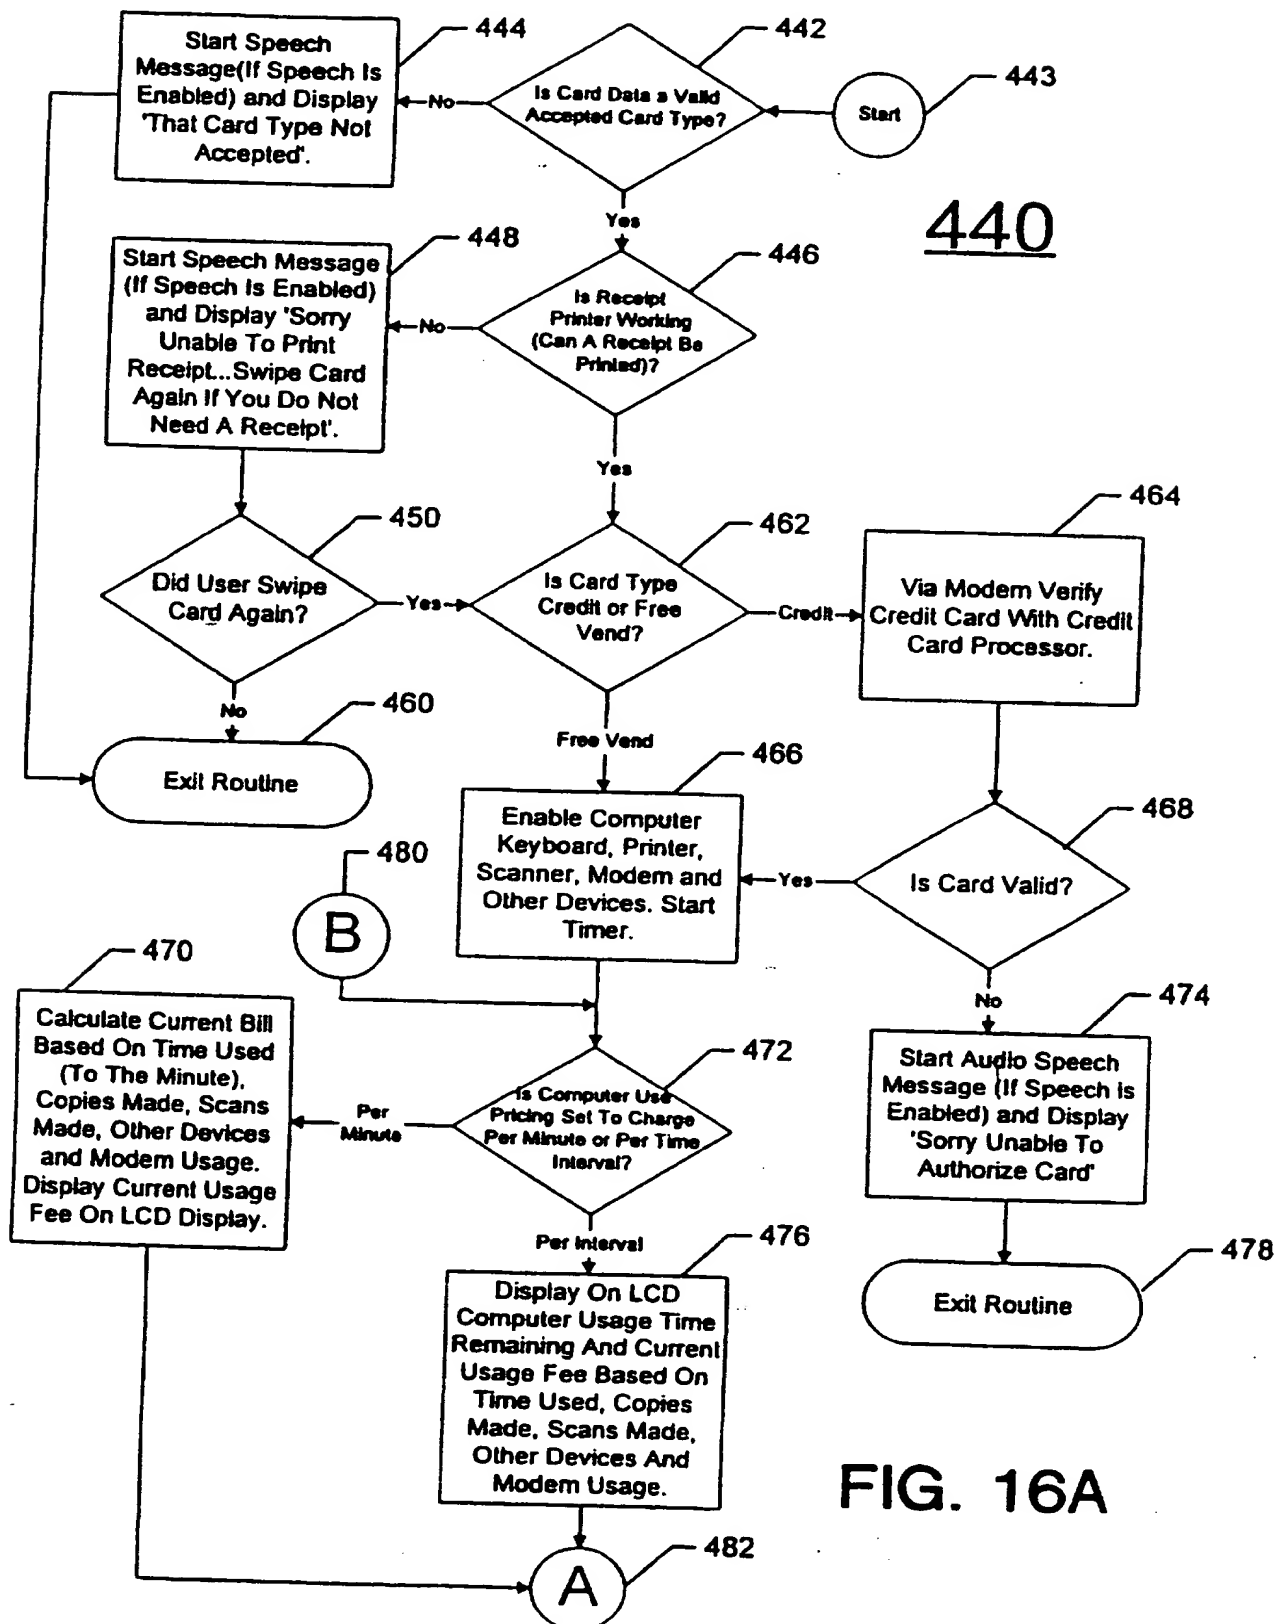 Start Speech
Message(If Speech Is
Enabled) and Display
'That Card Type Not
Accepted'.
444
No
Is Card Data a Valid
Accepted Card Type?
442
Start
443
Yes
440
Start Speech Message
(If Speech Is Enabled)
and Display 'Sorry
Unable To Print
Receipt...Swipe Card
Again If You Do Not
Need A Receipt'.
448
No
Is Receipt
Printer Working
(Can A Receipt Be
Printed)?
446
Yes
Did User Swipe
Card Again?
450
Yes
Is Card Type
Credit or Free
Vend?
462
Credit
Via Modem Verify
Credit Card With Credit
Card Processor.
464
No
Exit Routine
460
Free Vend
Enable Computer
Keyboard, Printer,
Scanner, Modem and
Other Devices. Start
Timer.
466
Yes
Is Card Valid?
468
B
480
No
Calculate Current Bill
Based On Time Used
(To The Minute),
Copies Made, Scans
Made, Other Devices
and Modem Usage.
Display Current Usage
Fee On LCD Display.
470
Per
Minute
Is Computer Use
Pricing Set To Charge
Per Minute or Per Time
Interval?
472
Start Audio Speech
Message (If Speech is
Enabled) and Display
'Sorry Unable To
Authorize Card'
474
Per Interval
Display On LCD
Computer Usage Time
Remaining And Current
Usage Fee Based On
Time Used, Copies
Made, Scans Made,
Other Devices And
Modem Usage.
476
Exit Routine
478
A
482
FIG. 16A